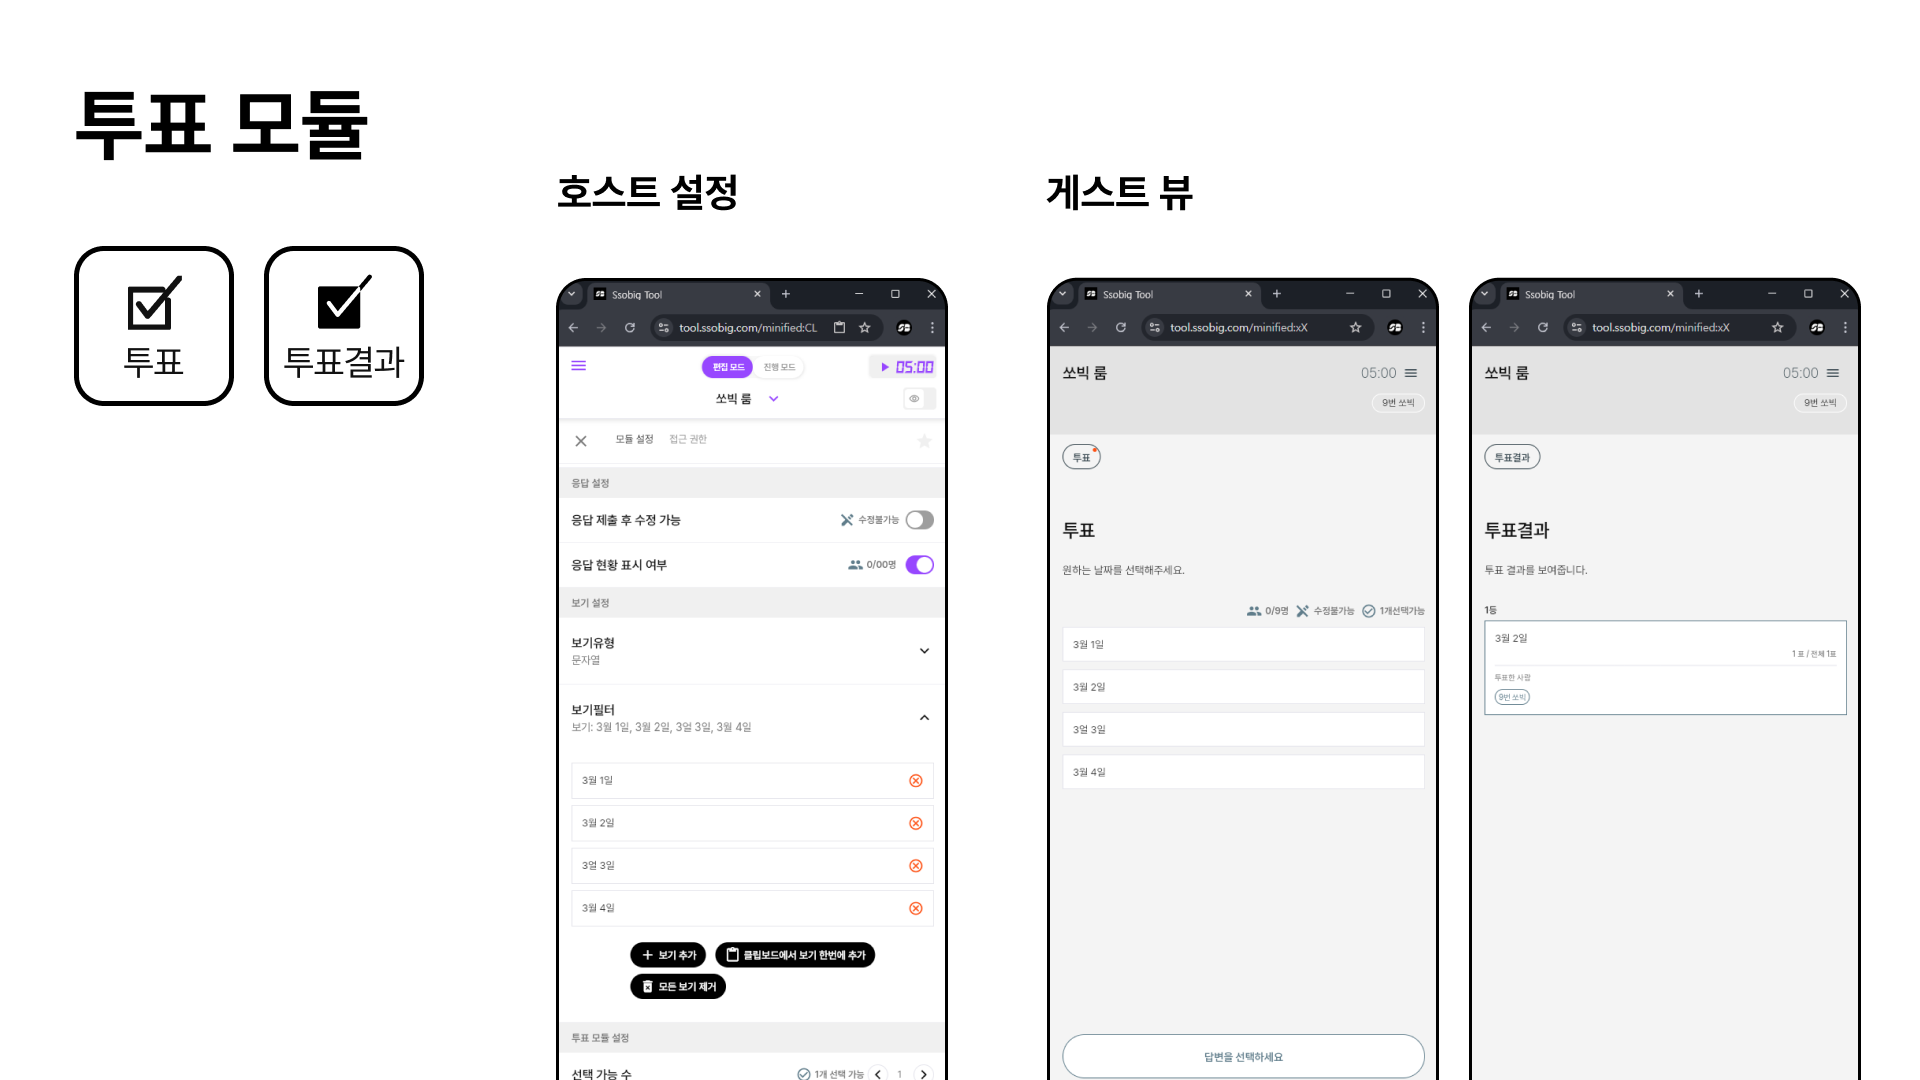 투표 모듈
호스트 설정
게스트 뷰
투표
투표결과
Ssobig Tool
tool.ssobig.com/minified:CL
편집 모드
진행 모드
05:00
쏘빅 룸
모듈 설정
접근 권한
응답 설정
응답 제출 후 수정 가능
수정불가능
응답 현황 표시 여부
0/00명
보기 설정
보기유형
문자열
보기필터
보기: 3월 1일, 3월 2일, 3얼 3일, 3월 4일
3월 1일
3월 2일
3얼 3일
3월 4일
보기 추가
클립보드에서 보기 한번에 추가
모든 보기 제거
투표 모듈 설정
선택 가능 수
1개 선택 가능
1
Ssobig Tool
tool.ssobig.com/minified:xX
쏘빅 룸
05:00
9번 쏘빅
투표
투표
원하는 날짜를 선택해주세요.
0/9명
수정불가능
1개선택가능
3월 1일
3월 2일
3얼 3일
3월 4일
답변을 선택하세요
Ssobig Tool
tool.ssobig.com/minified:xX
쏘빅 룸
05:00
9번 쏘빅
투표결과
투표결과
투표 결과를 보여줍니다.
1등
3월 2일
1 표 / 전체 1표
투표한 사람
9번 쏘빅